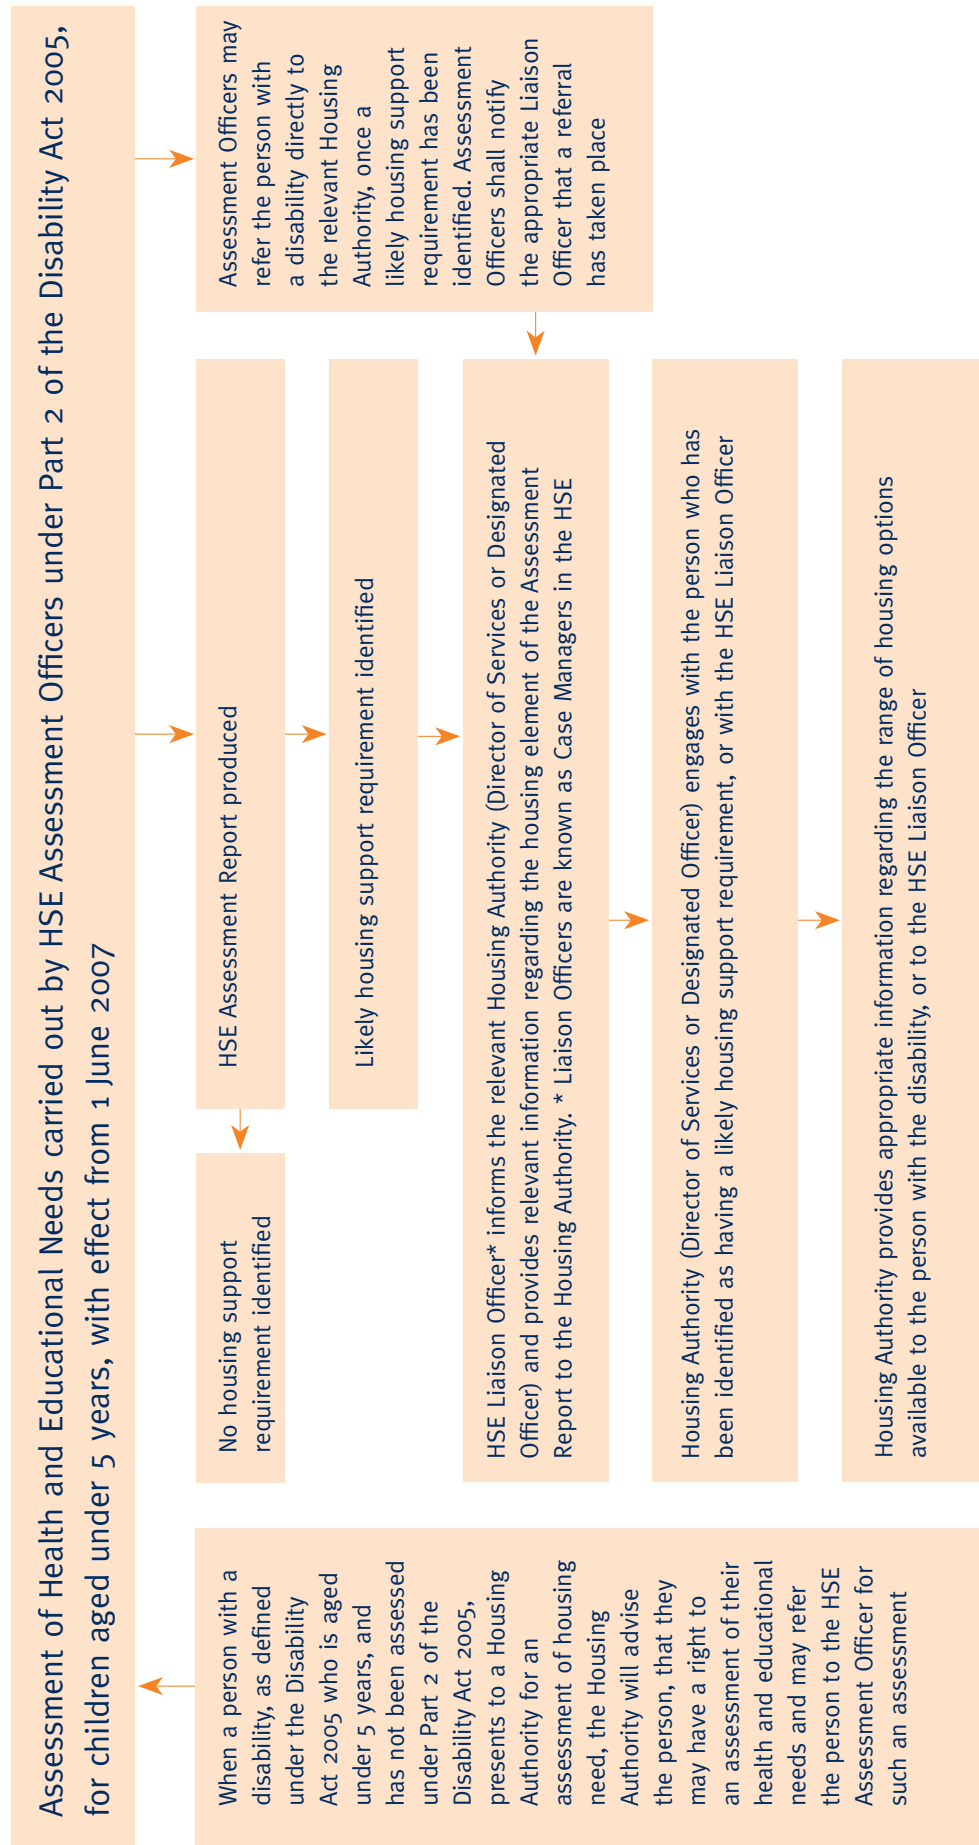 Assessment of Health and Educational Needs carried out by HSE Assessment Officers under Part 2 of the Disability Act 2005,
for children aged under 5 years, with effect from 1 June 2007
When a person with a
disability, as defined
under the Disability
Act 2005 who is aged
under 5 years, and
has not been assessed
under Part 2 of the
Disability Act 2005,
presents to a Housing
Authority for an
assessment of housing
need, the Housing
Authority will advise
the person, that they
may have a right to
an assessment of their
health and educational
needs and may refer
the person to the HSE
Assessment Officer for
such an assessment
No housing support
requirement identified
HSE Assessment Report produced
Likely housing support requirement identified
HSE Liaison Officer* informs the relevant Housing Authority (Director of Services or Designated
Officer) and provides relevant information regarding the housing element of the Assessment
Report to the Housing Authority. * Liaison Officers are known as Case Managers in the HSE
Housing Authority (Director of Services or Designated Officer) engages with the person who has
been identified as having a likely housing support requirement, or with the HSE Liaison Officer
Housing Authority provides appropriate information regarding the range of housing options
available to the person with the disability, or to the HSE Liaison Officer
Assessment Officers may
refer the person with
a disability directly to
the relevant Housing
Authority, once a
likely housing support
requirement has been
identified. Assessment
Officers shall notify
the appropriate Liaison
Officer that a referral
has taken place